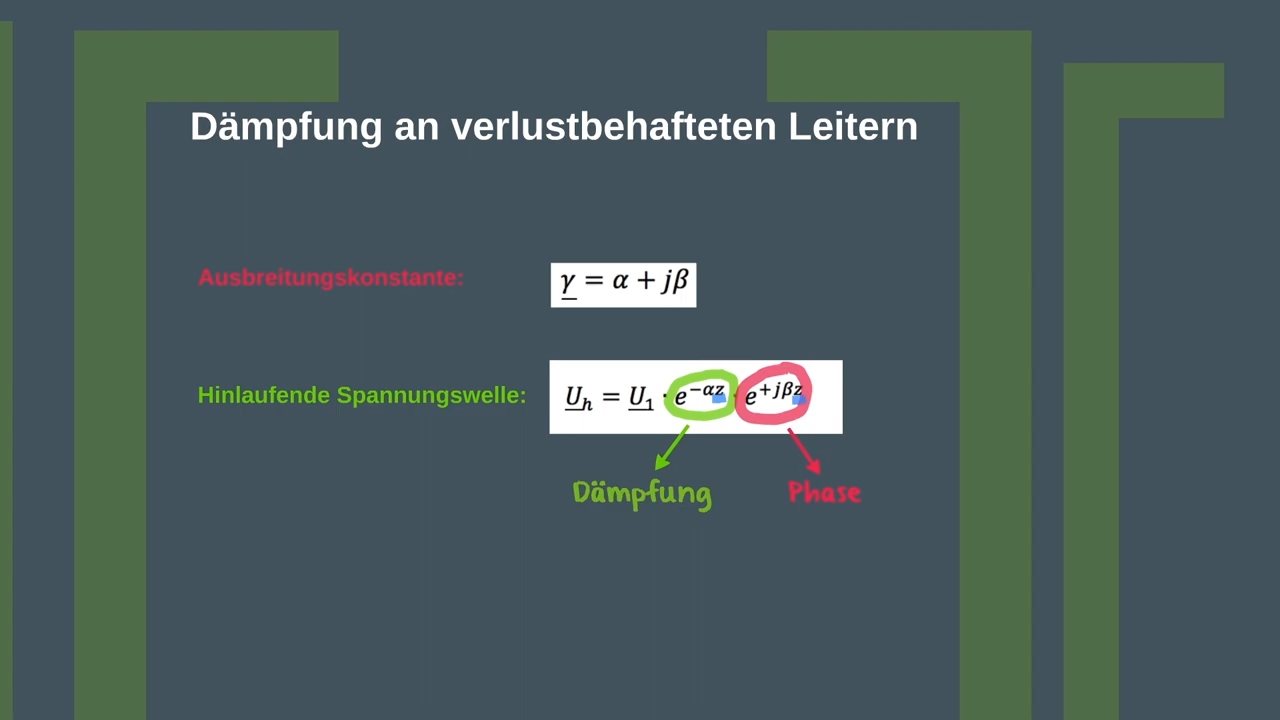 Dämpfung an verlustbehafteten Leitern
Ausbreitungskonstante: γ = α + jβ
Hinlaufende Spannungswelle: U_h = U_1 · e^{-αz} · e^{+jβz}
Dämpfung Phase